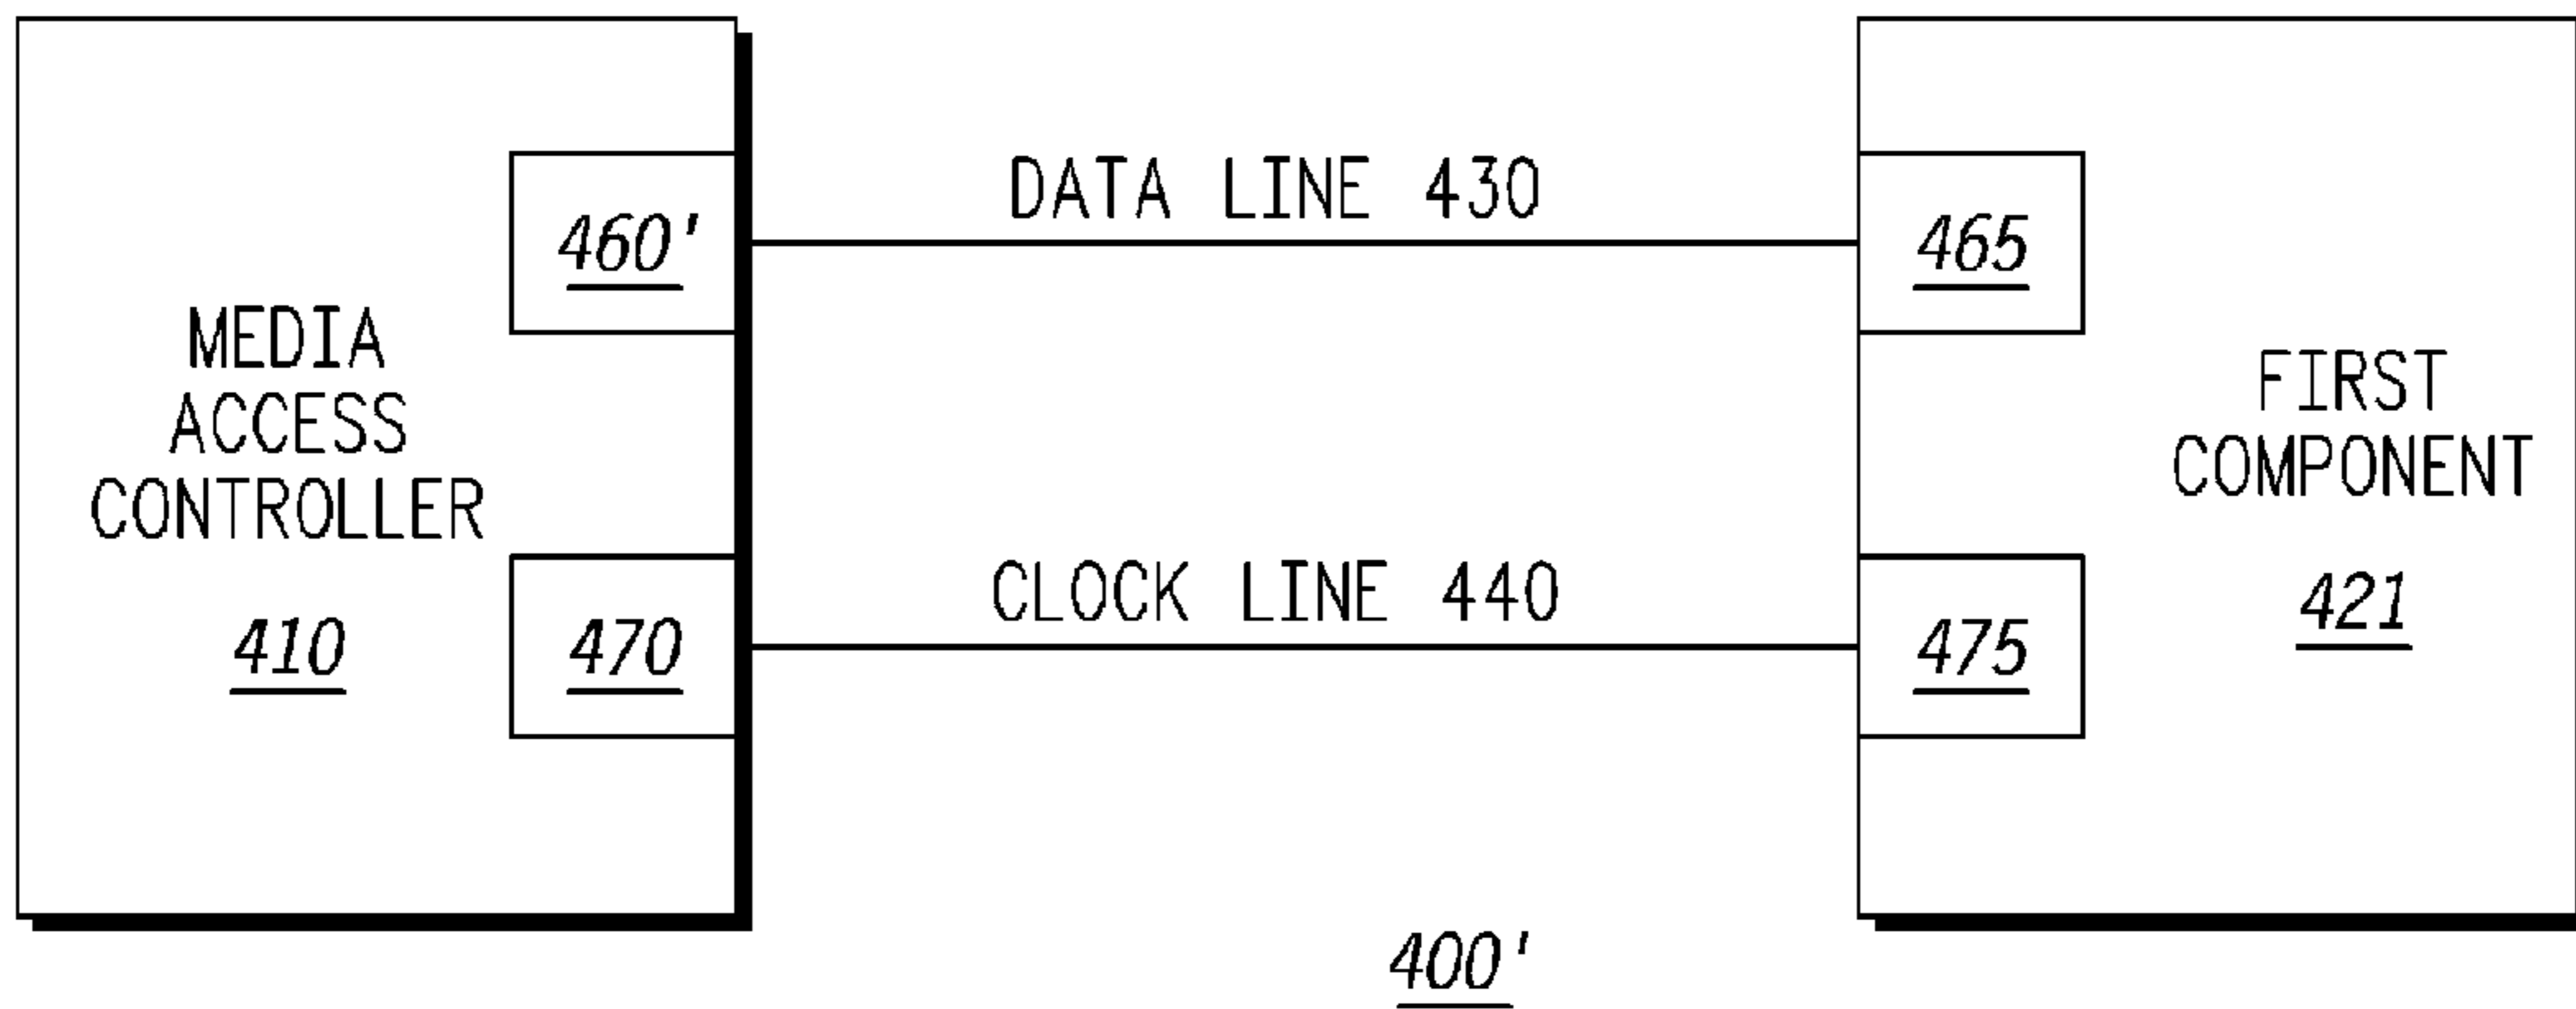 DATA LINE 430
460'
465
MEDIA
ACCESS
CONTROLLER
410
FIRST
COMPONENT
421
CLOCK LINE 440
470
475
400'